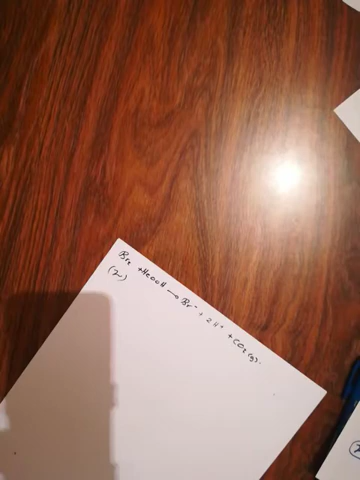 Br₂ + HCOOH → Br⁻ + 2H⁺ + CO₂(g).
(2)